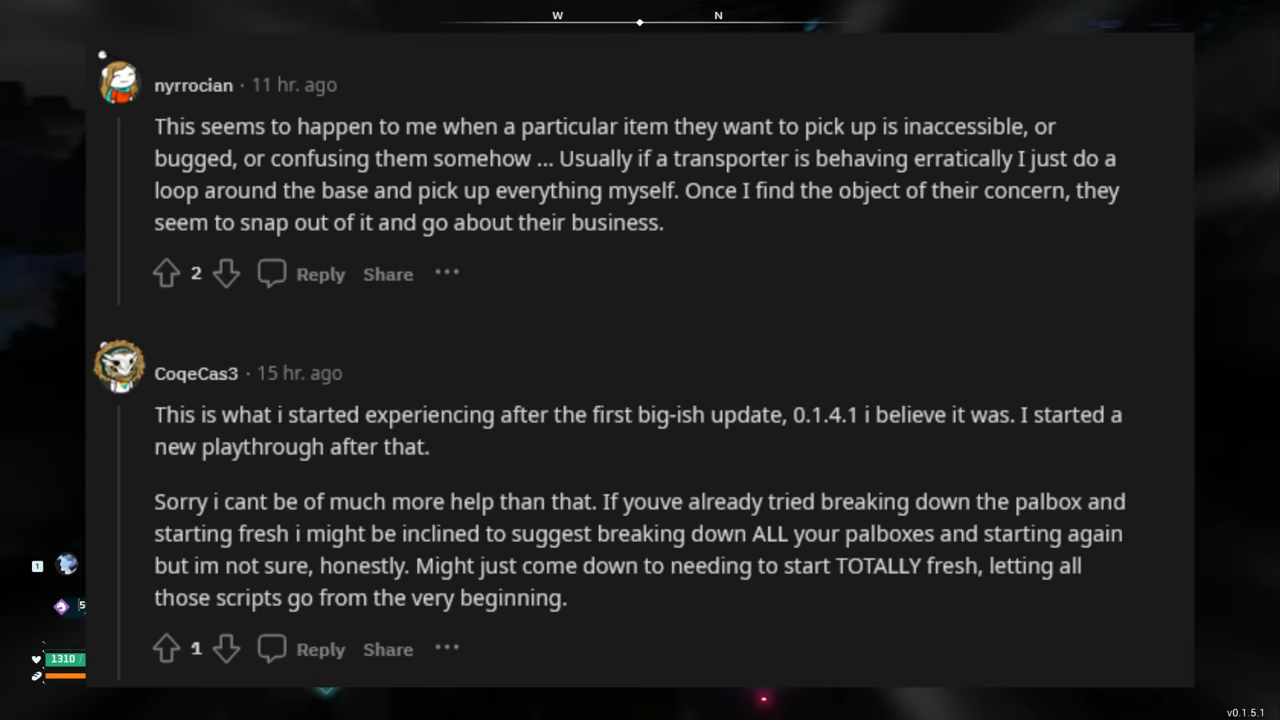 W N
nyrrocian · 11 hr. ago
This seems to happen to me when a particular item they want to pick up is inaccessible, or
bugged, or confusing them somehow ... Usually if a transporter is behaving erratically I just do a
loop around the base and pick up everything myself. Once I find the object of their concern, they
seem to snap out of it and go about their business.
2 Reply Share ···
CoqeCas3 · 15 hr. ago
This is what i started experiencing after the first big-ish update, 0.1.4.1 i believe it was. I started a
new playthrough after that.
Sorry i cant be of much more help than that. If youve already tried breaking down the palbox and
starting fresh i might be inclined to suggest breaking down ALL your palboxes and starting again
but im not sure, honestly. Might just come down to needing to start TOTALLY fresh, letting all
those scripts go from the very beginning.
1
5
1 Reply Share ···
1310 /
v0.1.5.1